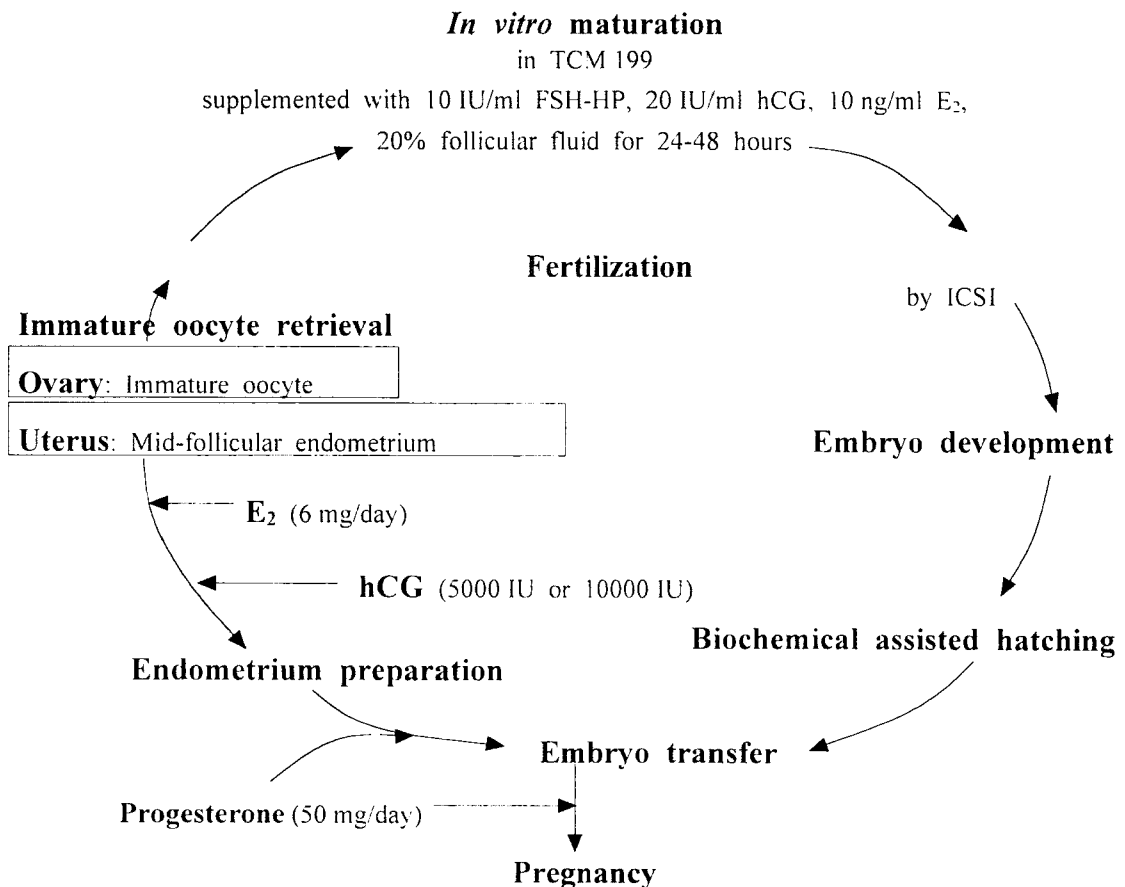 In vitro maturation
in TCM 199
supplemented with 10 IU/ml FSH-HP, 20 IU/ml hCG, 10 ng/ml E₂,
20% follicular fluid for 24-48 hours
Fertilization
by ICSI
Immature oocyte retrieval
Ovary: Immature oocyte
Uterus: Mid-follicular endometrium
Embryo development
E₂ (6 mg/day)
hCG (5000 IU or 10000 IU)
Biochemical assisted hatching
Endometrium preparation
Embryo transfer
Progesterone (50 mg/day)
Pregnancy